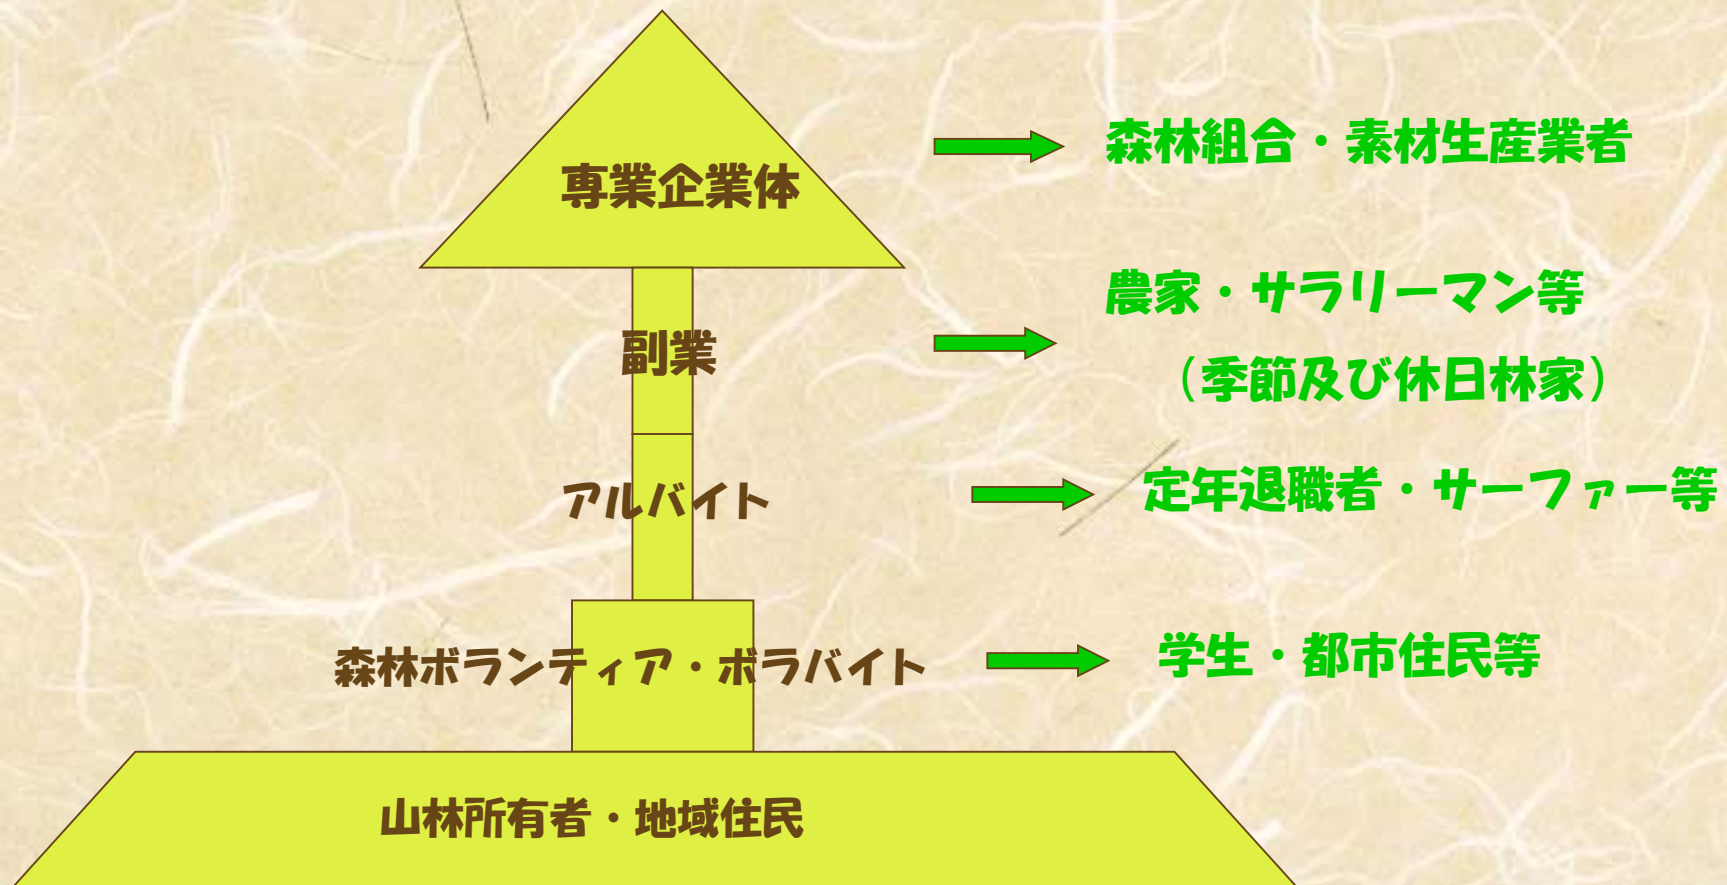 専業企業体
森林組合・素材生産業者
副業
農家・サラリーマン等
（季節及び休日林家）
アルバイト
定年退職者・サーファー等
森林ボランティア・ボラバイト
学生・都市住民等
山林所有者・地域住民